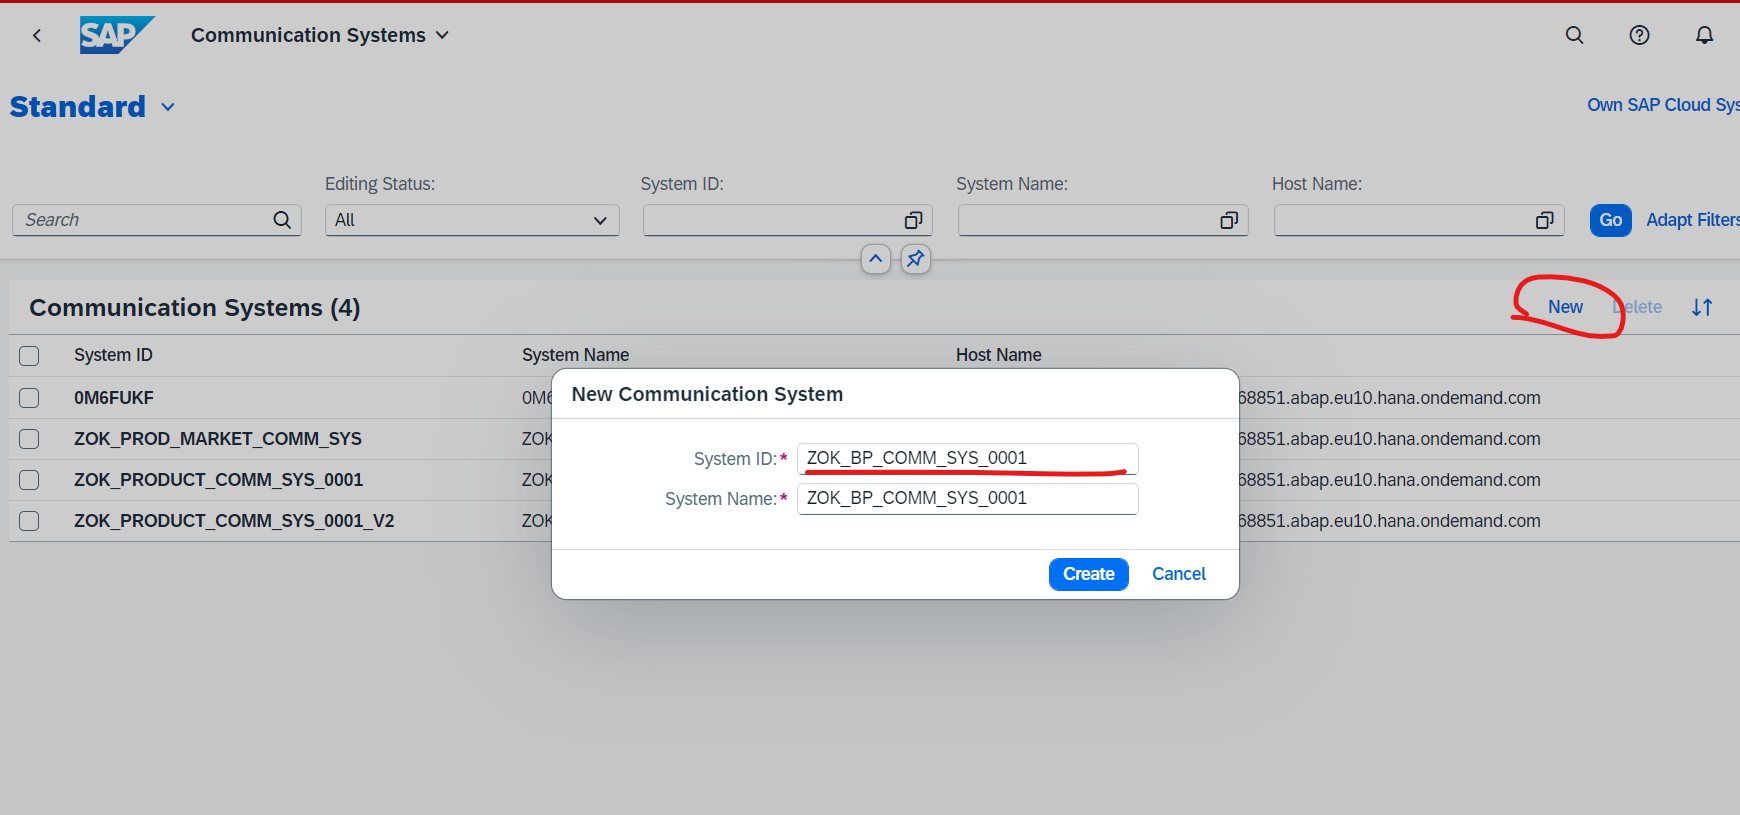 SAP Communication Systems
Standard
Own SAP Cloud Sys
Editing Status: System ID: System Name: Host Name:
Search All Go Adapt Filters
Communication Systems (4) New Delete
System ID System Name Host Name
0M6FUKF 0M6 68851.abap.eu10.hana.ondemand.com
ZOK_PROD_MARKET_COMM_SYS ZOK 68851.abap.eu10.hana.ondemand.com
ZOK_PRODUCT_COMM_SYS_0001 ZOK 68851.abap.eu10.hana.ondemand.com
ZOK_PRODUCT_COMM_SYS_0001_V2 ZOK 68851.abap.eu10.hana.ondemand.com
New Communication System
System ID:* ZOK_BP_COMM_SYS_0001
System Name:* ZOK_BP_COMM_SYS_0001
Create Cancel